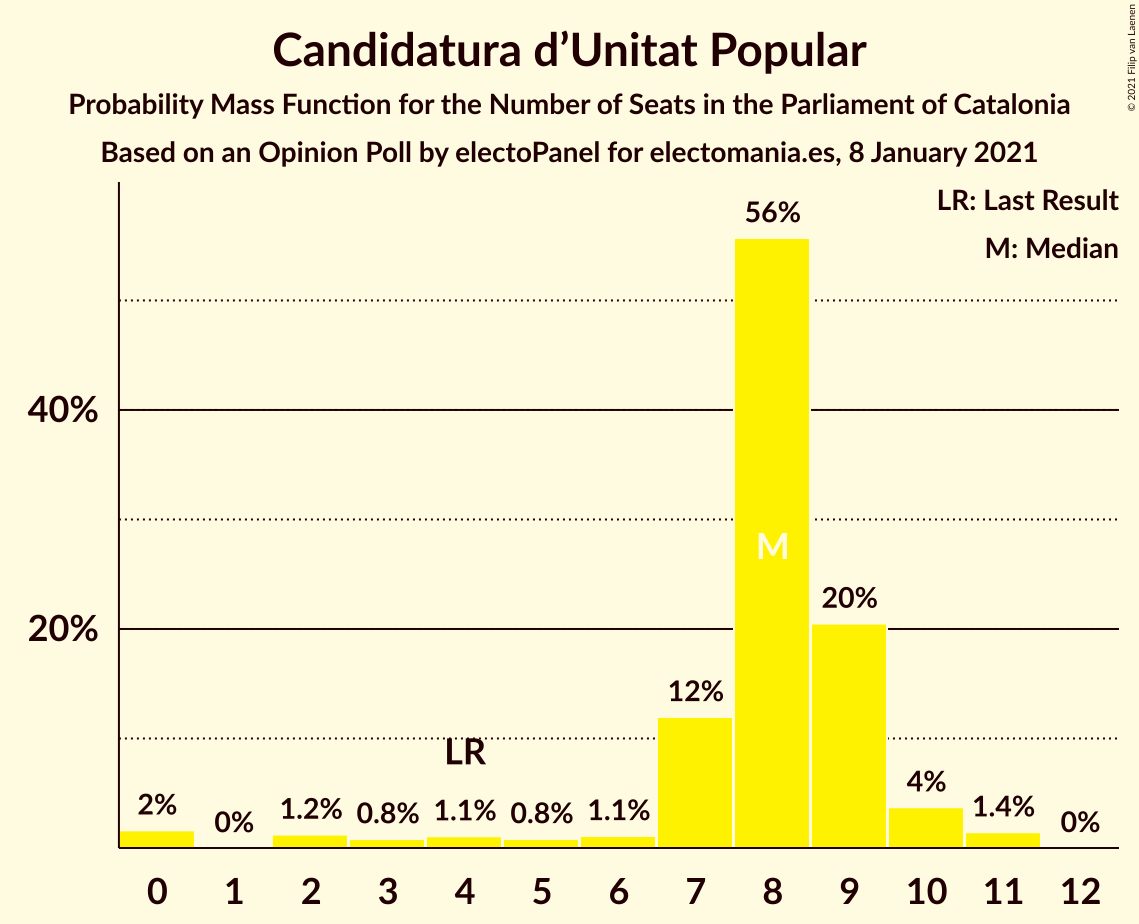 Candidatura d’Unitat Popular
Probability Mass Function for the Number of Seats in the Parliament of Catalonia
Based on an Opinion Poll by electoPanel for electomania.es, 8 January 2021
© 2021 Filip van Laenen
LR: Last Result
M: Median
56%
40%
M
20%
20%
12%
LR
2%
0%
1.2%
0.8%
1.1%
0.8%
1.1%
4%
1.4%
0%
0 1 2 3 4 5 6 7 8 9 10 11 12